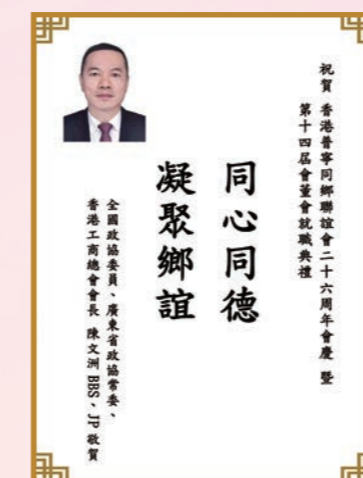 祝賀 香港普寧同鄉聯誼會二十六周年會慶 暨
第十四屆會董會就職典禮
同心同德
凝聚鄉誼
全國政協委員、廣東省政協常委、
香港工商總會會長 陳文洲 BBS、JP 敬賀